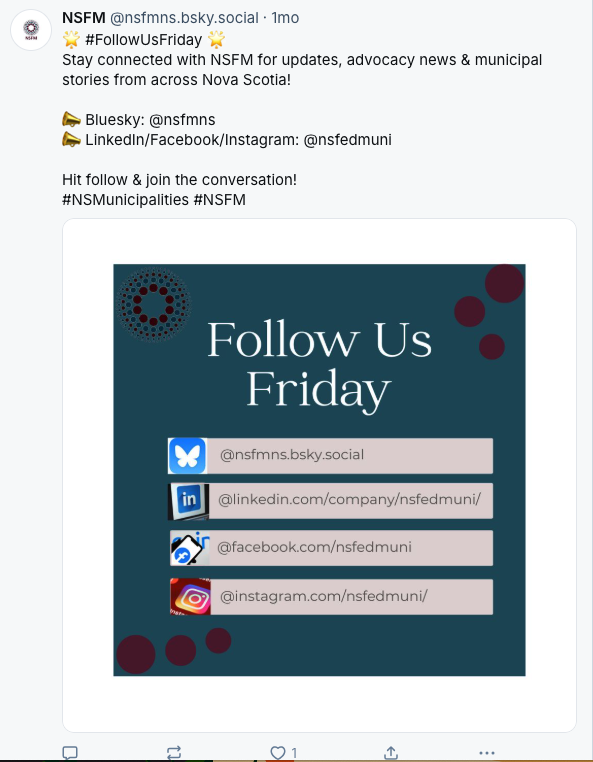 NSFM @nsfmns.bsky.social · 1mo
🌟 #FollowUsFriday 🌟
Stay connected with NSFM for updates, advocacy news & municipal
stories from across Nova Scotia!
📣 Bluesky: @nsfmns
📣 LinkedIn/Facebook/Instagram: @nsfedmuni
Hit follow & join the conversation!
#NSMunicipalities #NSFM
Follow Us
Friday
@nsfmns.bsky.social
in @linkedin.com/company/nsfedmuni/
@facebook.com/nsfedmuni
@instagram.com/nsfedmuni/
1